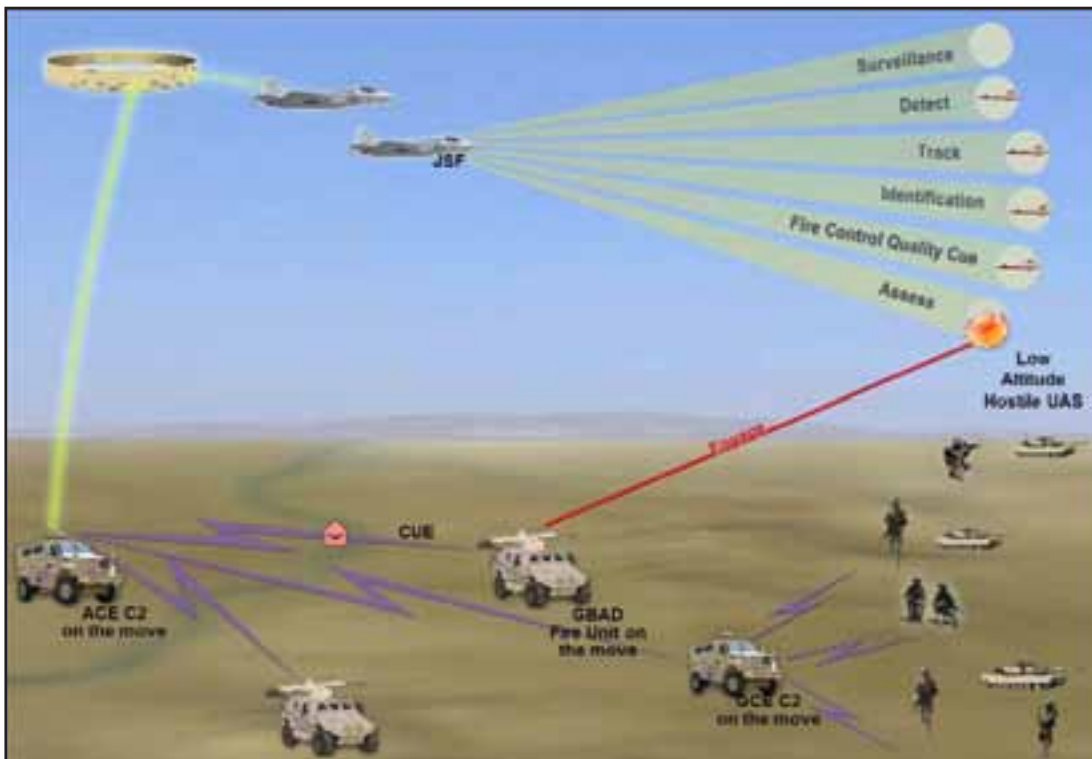 Surveillance
Detect
JSF
Track
Identification
Fire Control Quality Cue
Assess
Low
Altitude
Hostile UAS
Engage
CUE
ACE C2
on the move
GBAD
Fire Unit on
the move
GCE C2
on the move